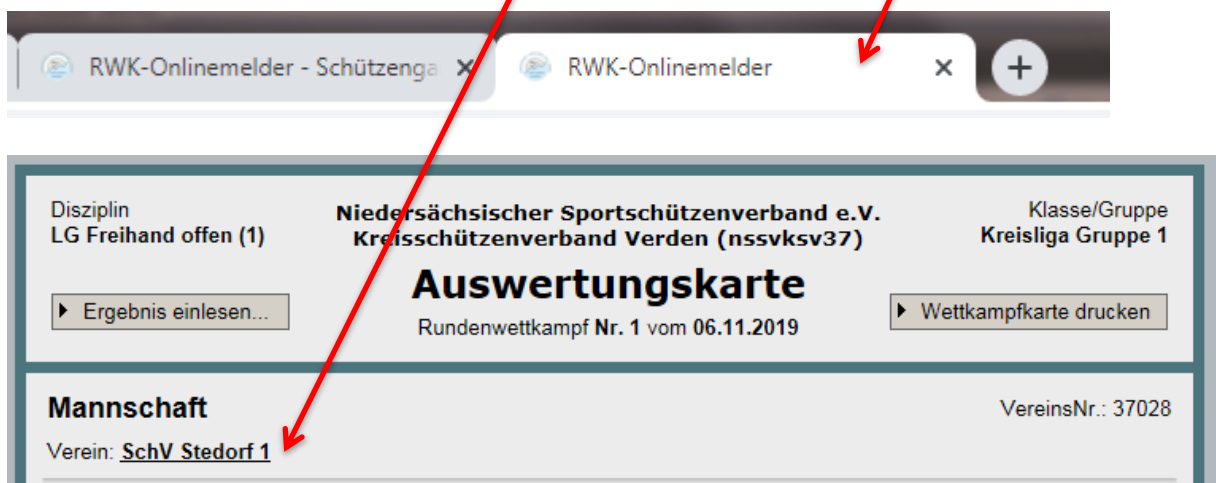 RWK-Onlinemelder - Schützenga
RWK-Onlinemelder
Disziplin
LG Freihand offen (1)
Niedersächsischer Sportschützenverband e.V.
Kreisschützenverband Verden (nssvksv37)
Klasse/Gruppe
Kreisliga Gruppe 1
Auswertungskarte
Ergebnis einlesen...
Rundenwettkampf Nr. 1 vom 06.11.2019
Wettkampfkarte drucken
Mannschaft
VereinsNr.: 37028
Verein: SchV Stedorf 1